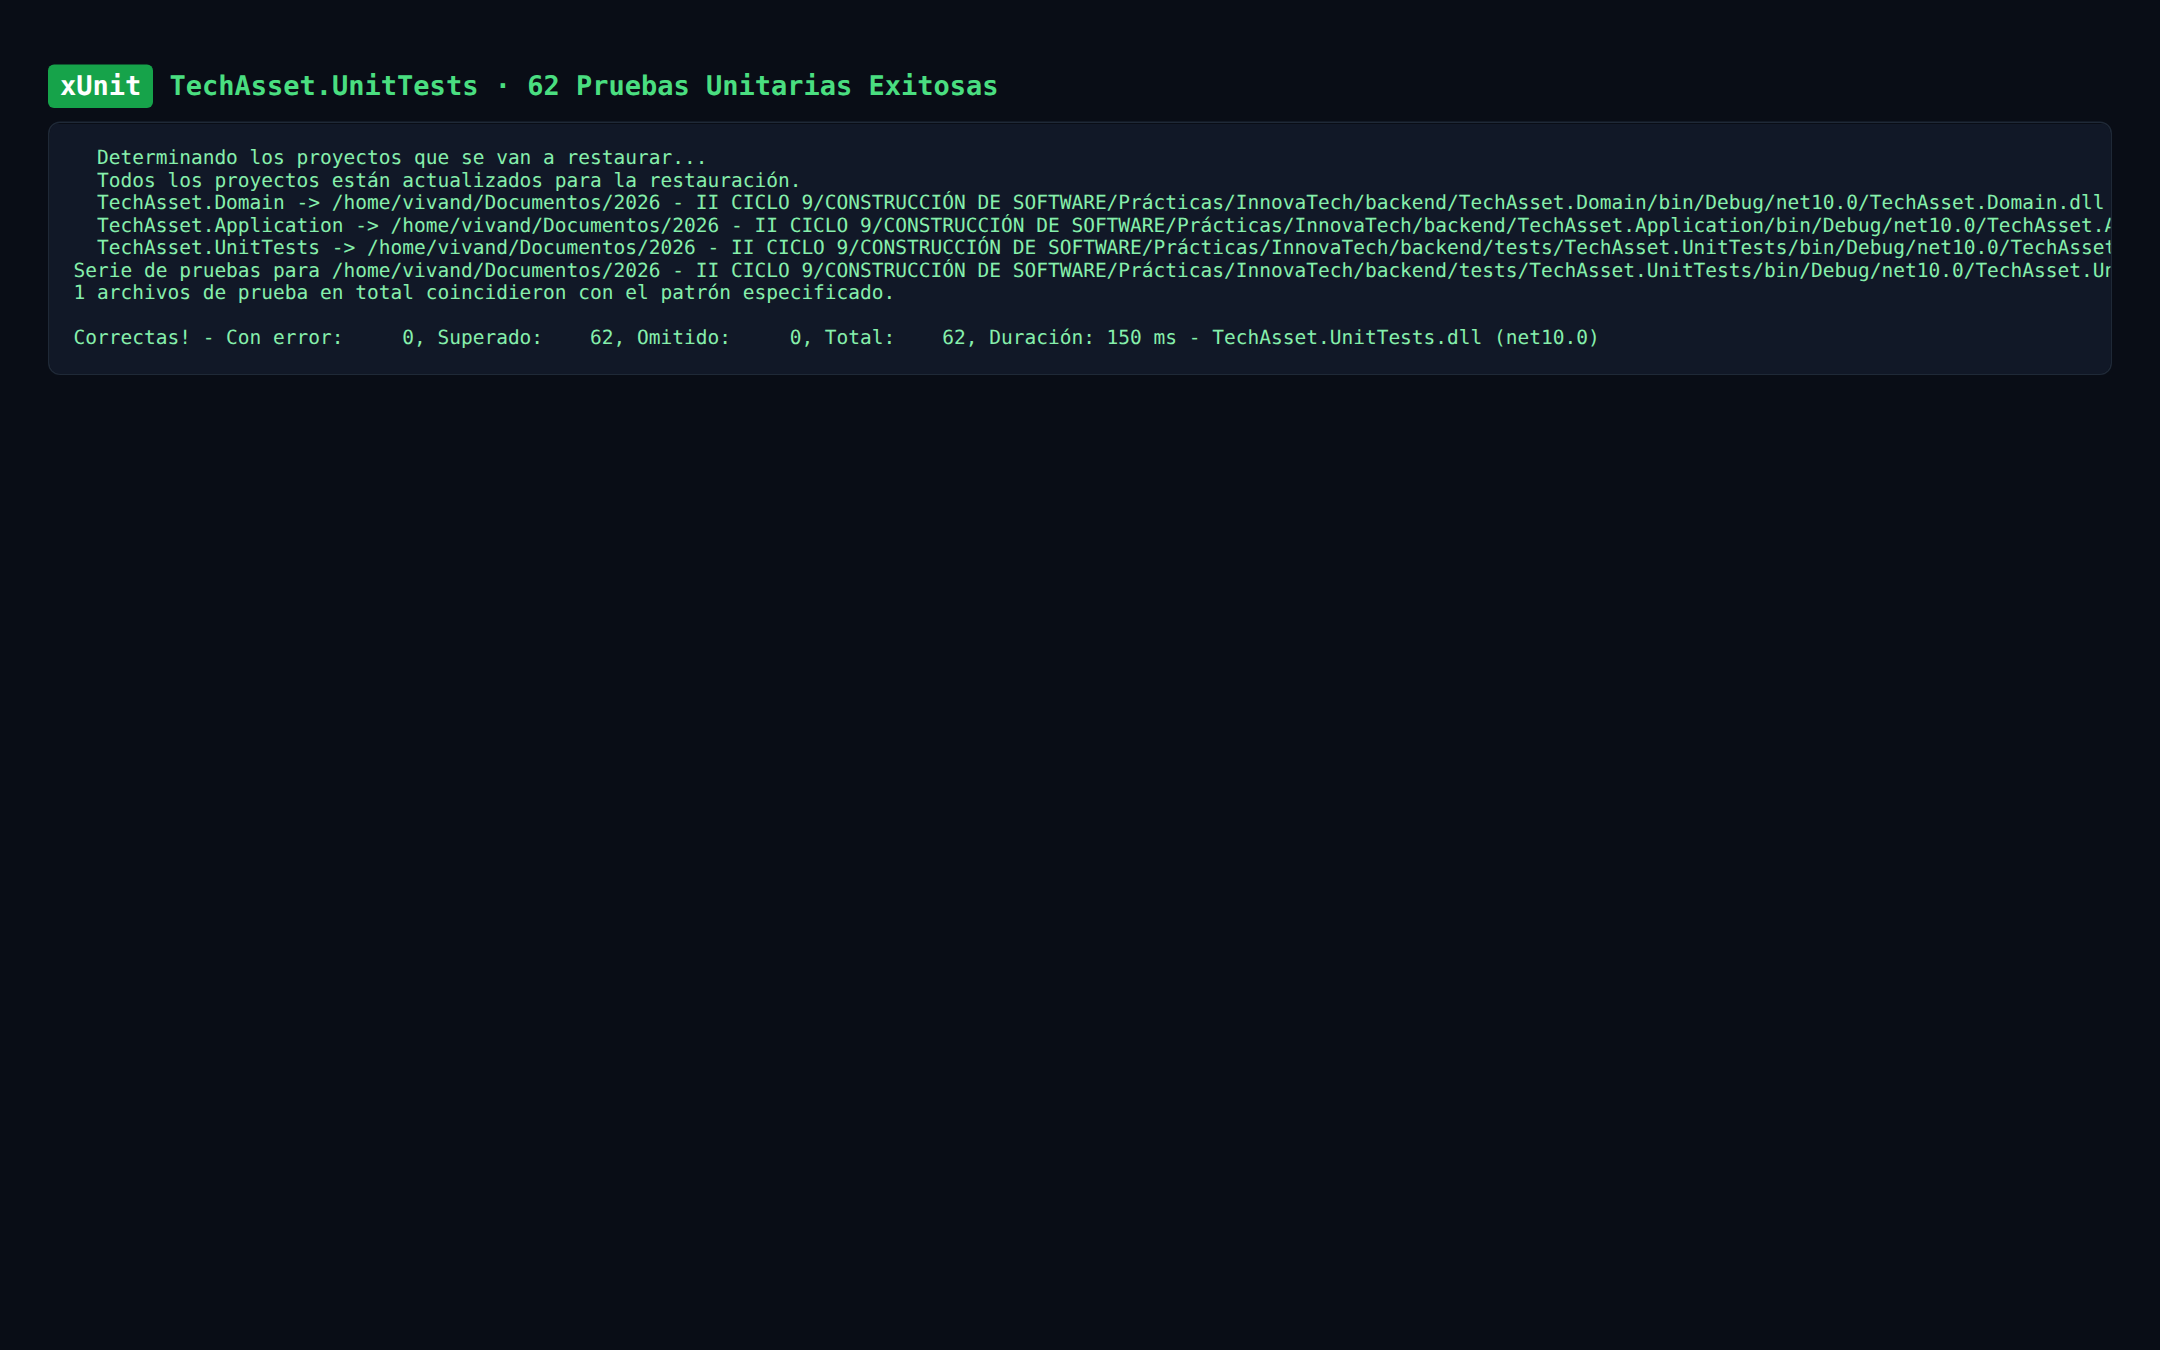 xUnit TechAsset.UnitTests · 62 Pruebas Unitarias Exitosas
Determinando los proyectos que se van a restaurar...
Todos los proyectos están actualizados para la restauración.
TechAsset.Domain -> /home/vivand/Documentos/2026 - II CICLO 9/CONSTRUCCIÓN DE SOFTWARE/Prácticas/InnovaTech/backend/TechAsset.Domain/bin/Debug/net10.0/TechAsset.Domain.dll
TechAsset.Application -> /home/vivand/Documentos/2026 - II CICLO 9/CONSTRUCCIÓN DE SOFTWARE/Prácticas/InnovaTech/backend/TechAsset.Application/bin/Debug/net10.0/TechAsset.A
TechAsset.UnitTests -> /home/vivand/Documentos/2026 - II CICLO 9/CONSTRUCCIÓN DE SOFTWARE/Prácticas/InnovaTech/backend/tests/TechAsset.UnitTests/bin/Debug/net10.0/TechAsset
Serie de pruebas para /home/vivand/Documentos/2026 - II CICLO 9/CONSTRUCCIÓN DE SOFTWARE/Prácticas/InnovaTech/backend/tests/TechAsset.UnitTests/bin/Debug/net10.0/TechAsset.Un
1 archivos de prueba en total coincidieron con el patrón especificado.
Correctas! - Con error:     0, Superado:    62, Omitido:     0, Total:    62, Duración: 150 ms - TechAsset.UnitTests.dll (net10.0)